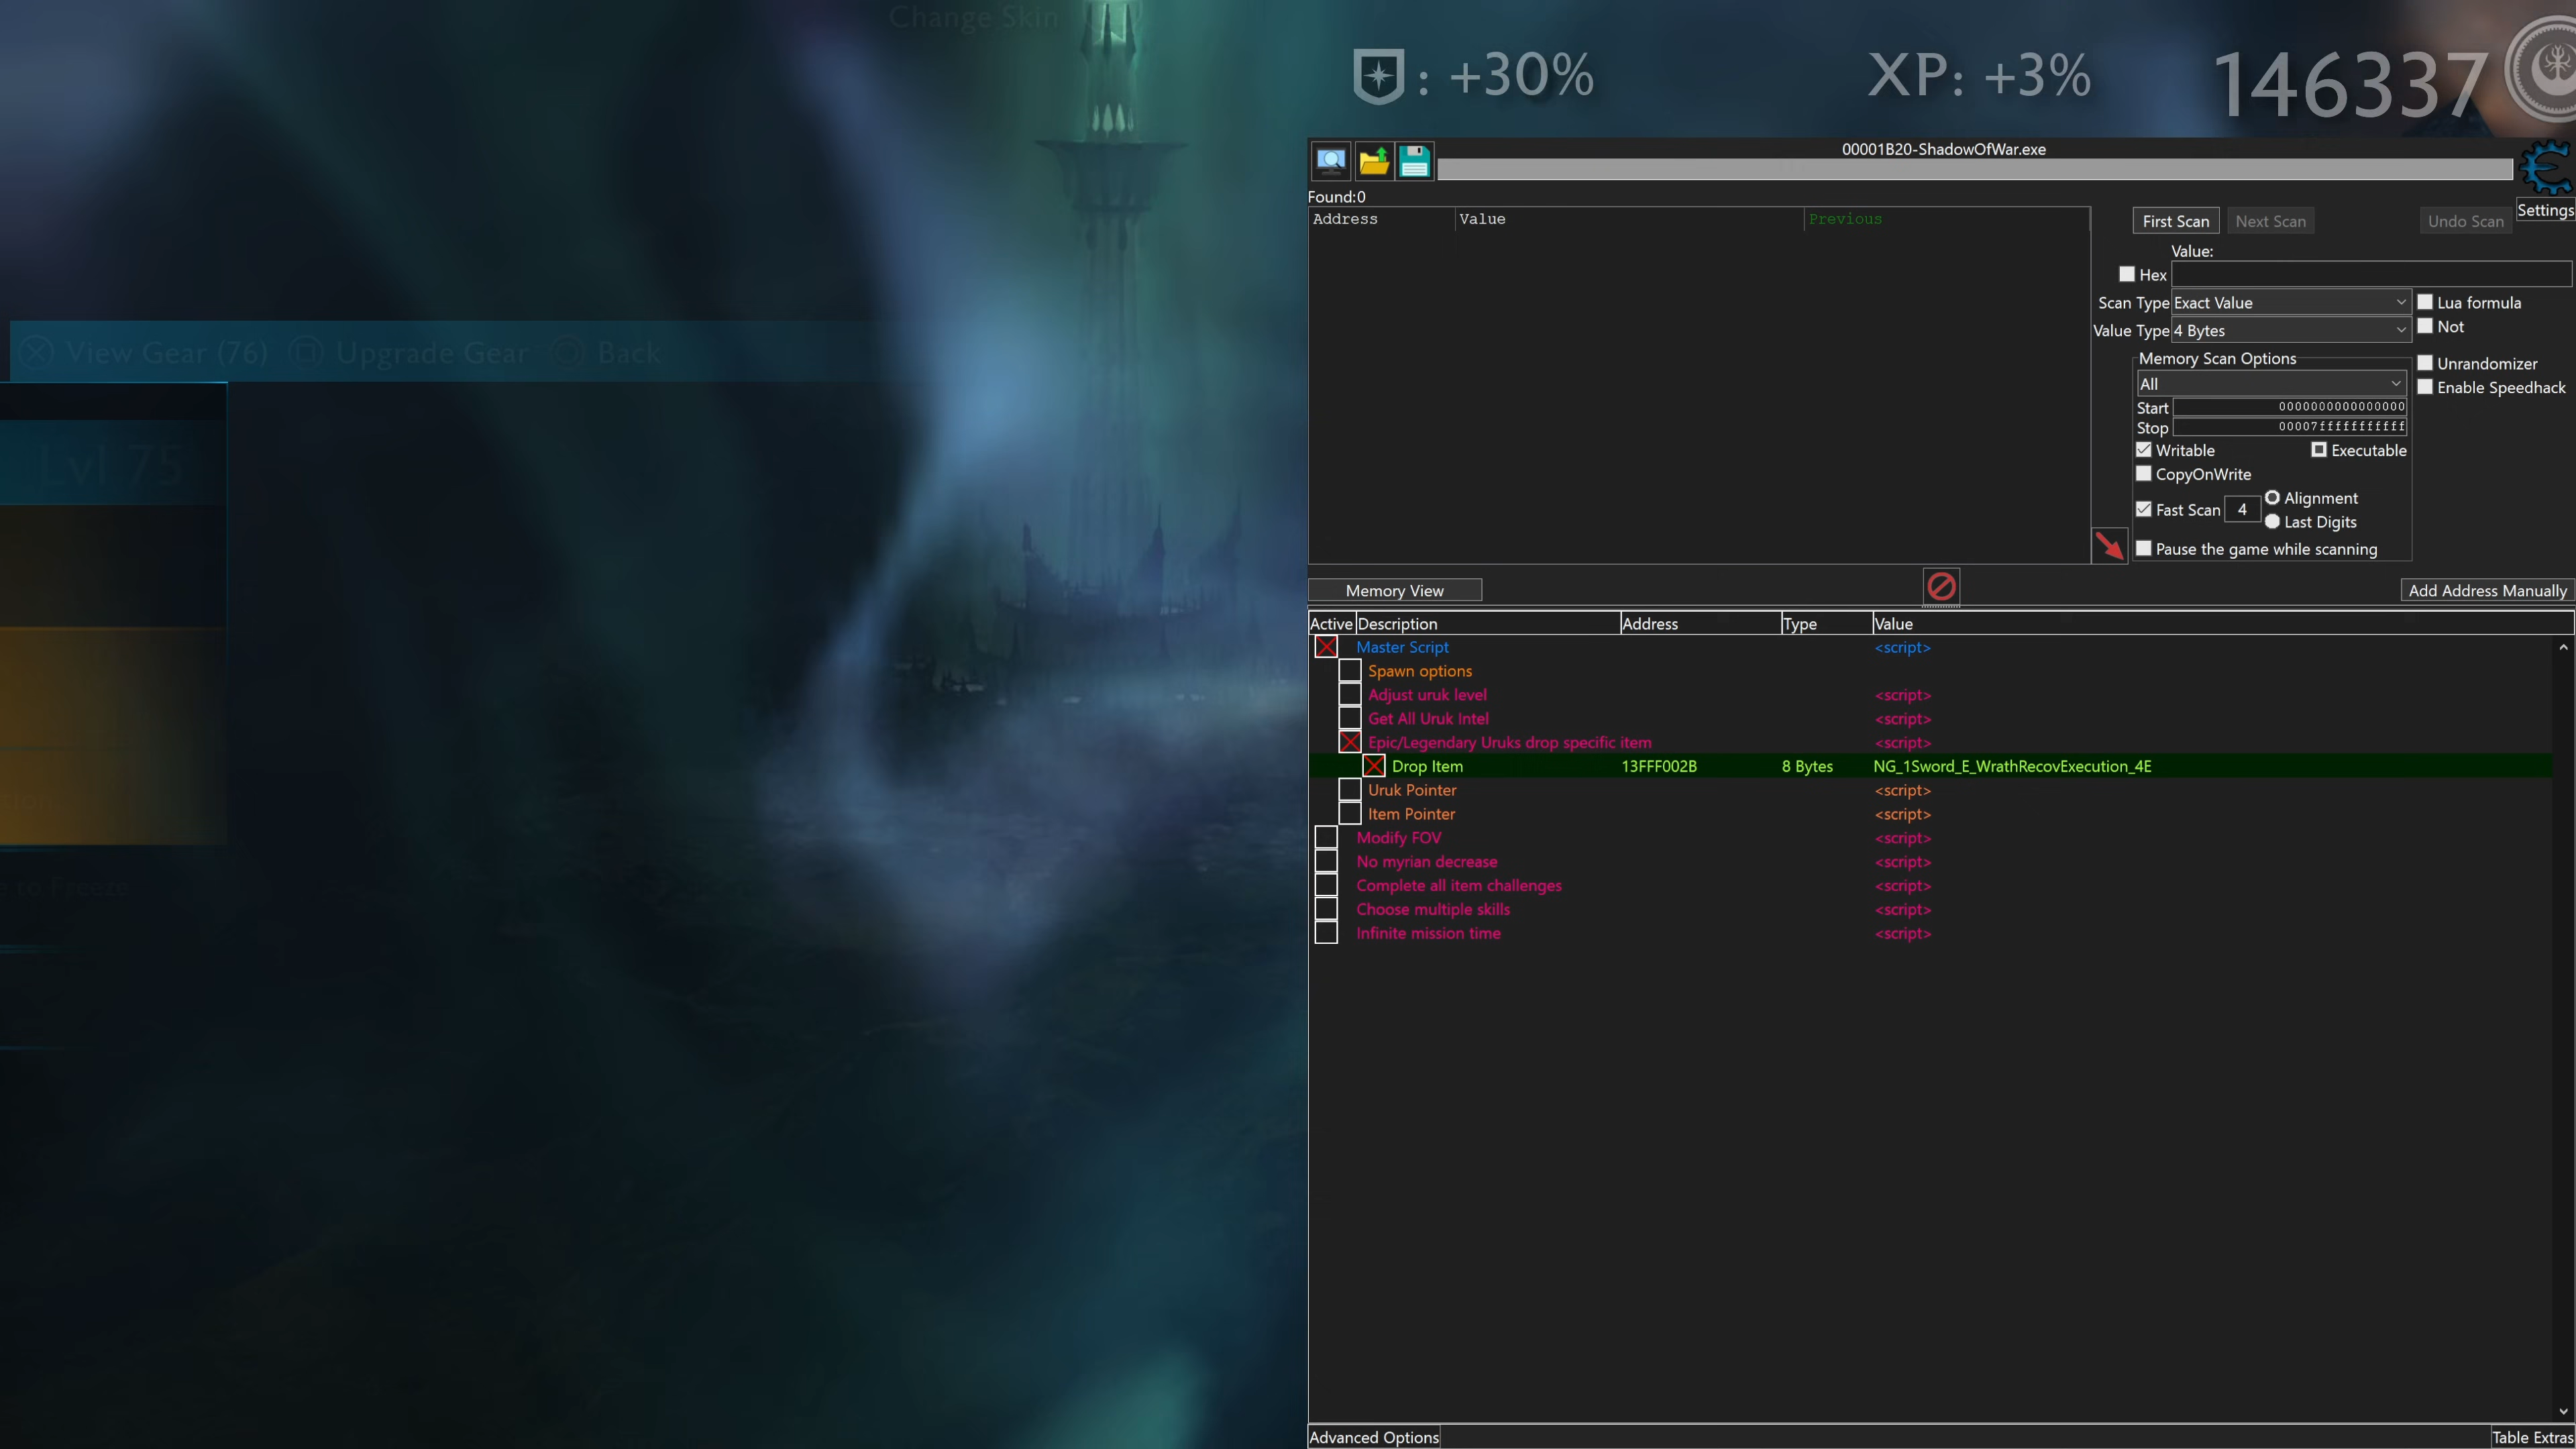 Change Skin
: +30% XP: +3% 146337
View Gear (76) Upgrade Gear Back
Lvl 75
to Freeze
00001B20-ShadowOfWar.exe
Settings
Found:0
Address Value Previous
First Scan Next Scan Undo Scan
Value:
Hex
Scan Type Exact Value Lua formula
Not
Value Type 4 Bytes
Memory Scan Options
Unrandomizer
All Enable Speedhack
Start 0000000000000000
Stop 00007fffffffffff
Writable Executable
CopyOnWrite
Fast Scan 4 Alignment
Last Digits
Pause the game while scanning
Memory View Add Address Manually
Active Description Address Type Value
Master Script <script>
Spawn options
Adjust uruk level <script>
Get All Uruk Intel <script>
Epic/Legendary Uruks drop specific item <script>
Drop Item 13FFF002B 8 Bytes NG_1Sword_E_WrathRecovExecution_4E
Uruk Pointer <script>
Item Pointer <script>
Modify FOV <script>
No myrian decrease <script>
Complete all item challenges <script>
Choose multiple skills <script>
Infinite mission time <script>
Advanced Options Table Extras